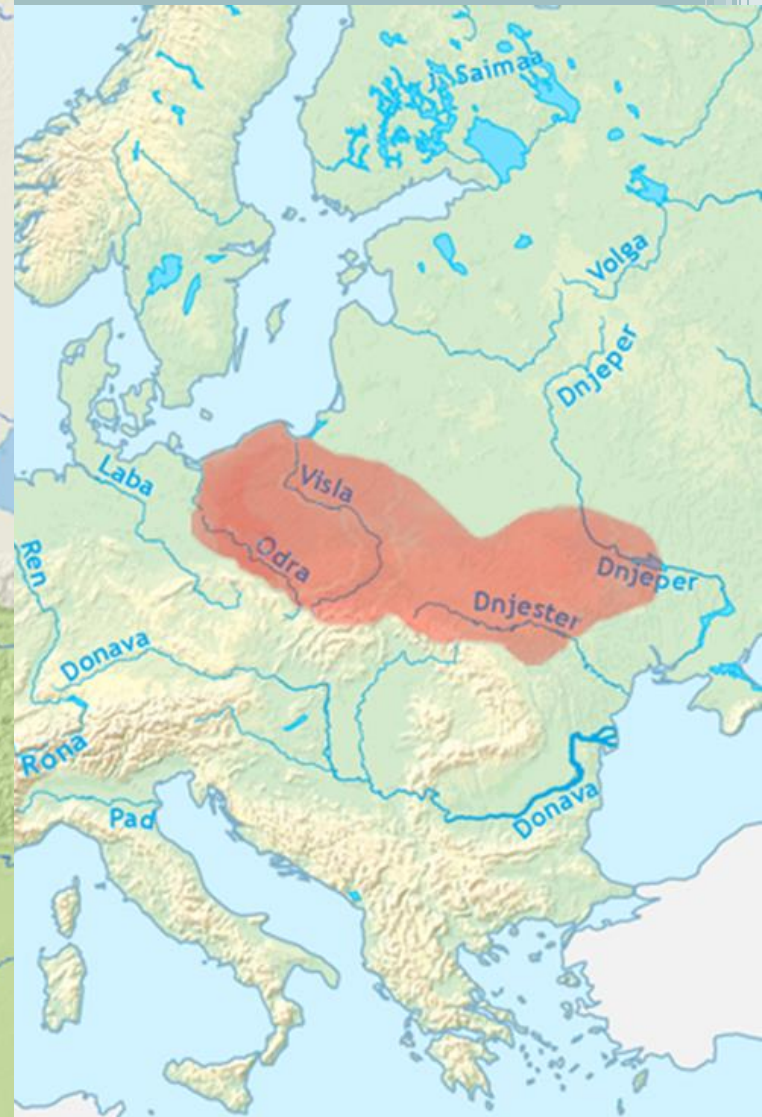 j. Saimaa
Volga
Dnjeper
Laba
Visla
Ren
Odra
Dnjeper
Dnjester
Donava
Rona
Pad
Donava